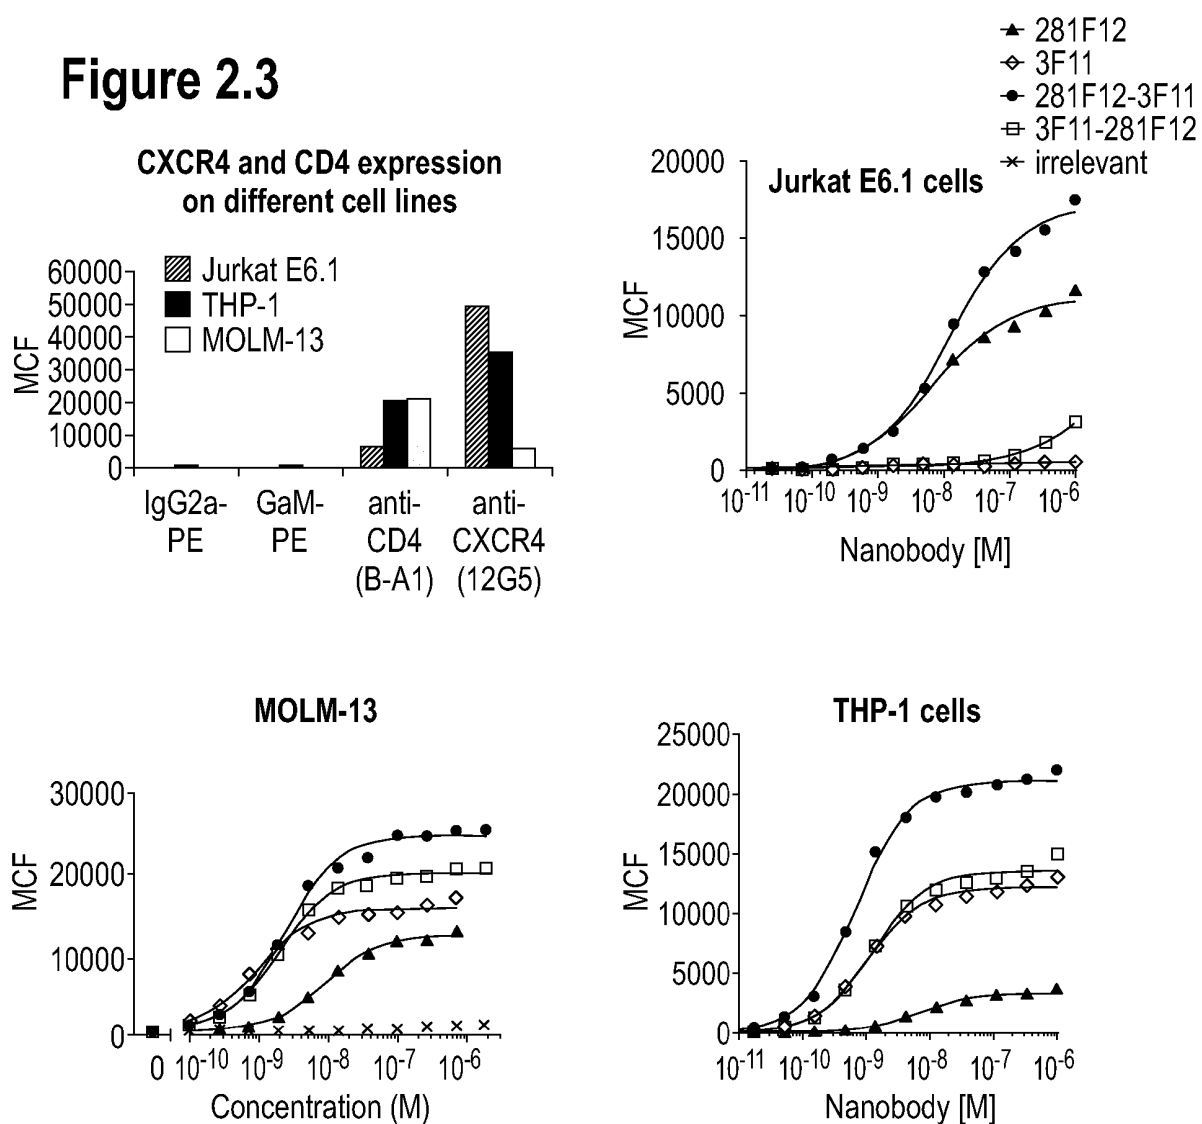 Figure 2.3
CXCR4 and CD4 expression
on different cell lines
60000
50000
40000
30000
20000
10000
0
MCF
Jurkat E6.1
THP-1
MOLM-13
IgG2a-
PE
GaM-
PE
anti-
CD4
(B-A1)
anti-
CXCR4
(12G5)
281F12
3F11
281F12-3F11
3F11-281F12
irrelevant
Jurkat E6.1 cells
20000
15000
10000
5000
0
MCF
10-11 10-10 10-9 10-8 10-7 10-6
Nanobody [M]
MOLM-13
30000
20000
10000
0
MCF
0 10-10 10-9 10-8 10-7 10-6
Concentration (M)
THP-1 cells
25000
20000
15000
10000
5000
0
MCF
10-11 10-10 10-9 10-8 10-7 10-6
Nanobody [M]